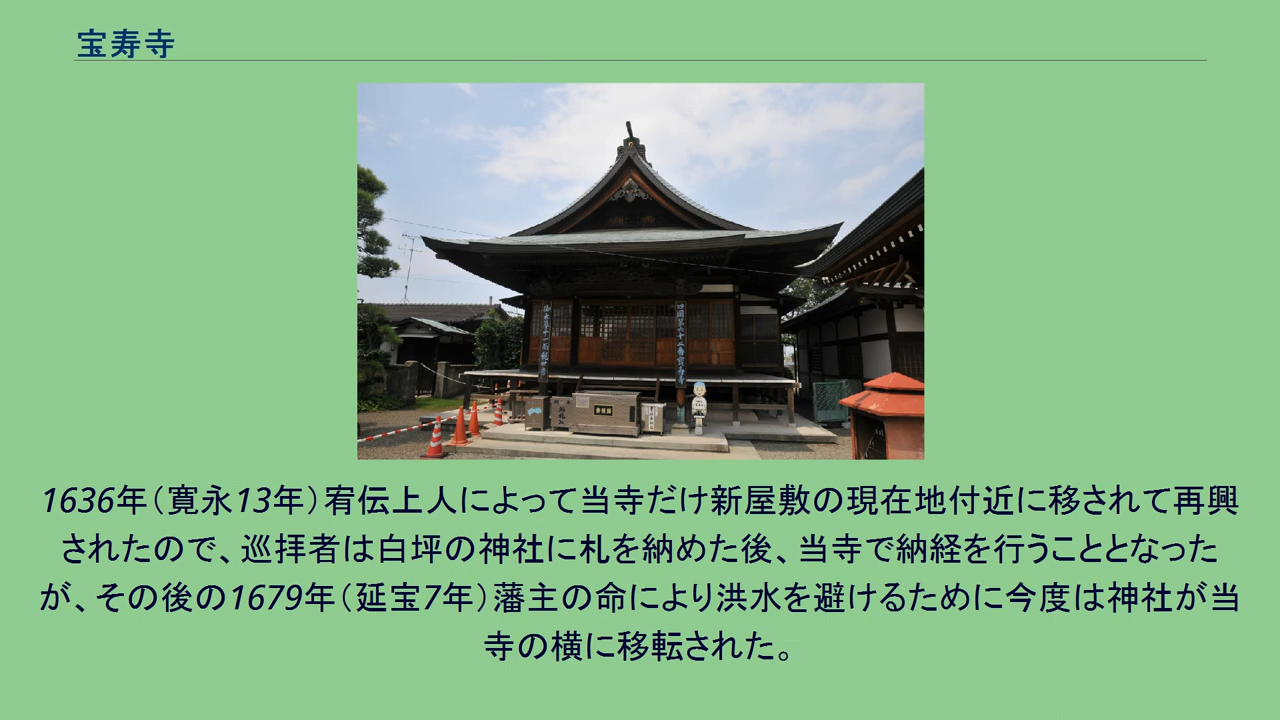 宝寿寺
1636年（寛永13年）宥伝上人によって当寺だけ新屋敷の現在地付近に移されて再興
されたので、巡拝者は白坪の神社に札を納めた後、当寺で納経を行うこととなった
が、その後の1679年（延宝7年）藩主の命により洪水を避けるために今度は神社が当
寺の横に移転された。